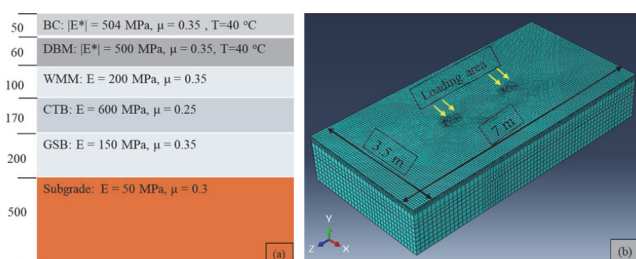 50
BC: |E*| = 504 MPa, μ = 0.35 , T=40 °C
60
DBM: |E*| = 500 MPa, μ = 0.35, T=40 °C
100
WMM: E = 200 MPa, μ = 0.35
170
CTB: E = 600 MPa, μ = 0.25
200
GSB: E = 150 MPa, μ = 0.35
500
Subgrade: E = 50 MPa, μ = 0.3
(a)
Loading area
3.5 m
7 m
Y
Z
X
(b)